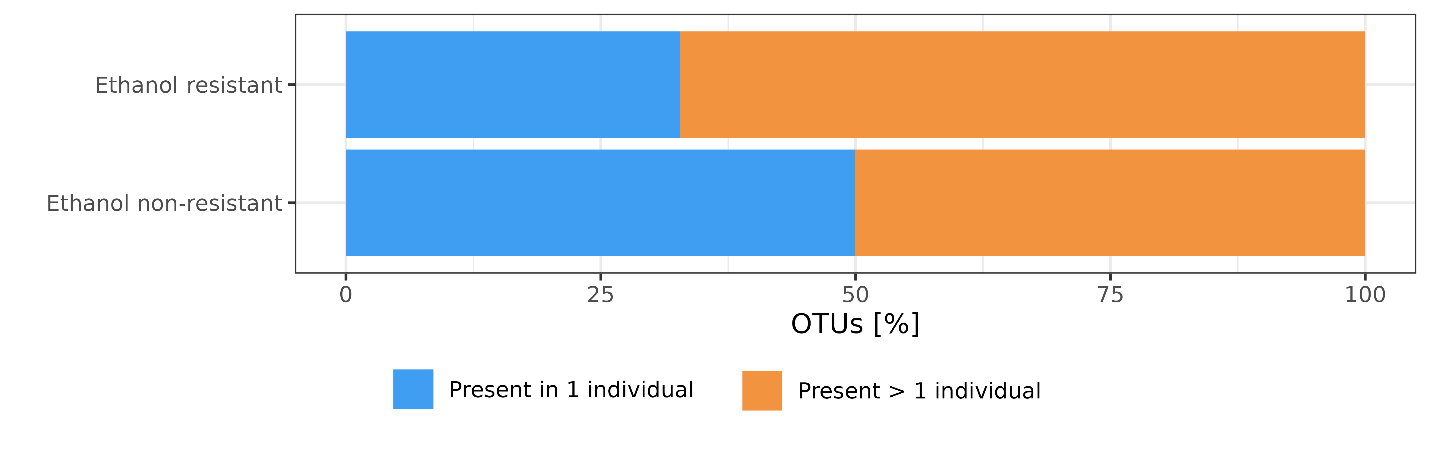 Ethanol resistant
Ethanol non-resistant
0 25 50 75 100
OTUs [%]
Present in 1 individual Present > 1 individual